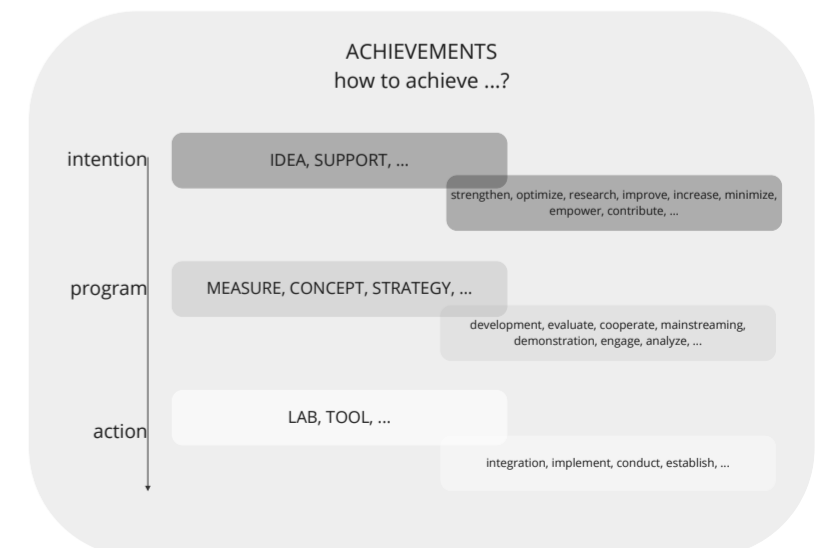 ACHIEVEMENTS
how to achieve ...?
intention
IDEA, SUPPORT, ...
strengthen, optimize, research, improve, increase, minimize,
empower, contribute, ...
program
MEASURE, CONCEPT, STRATEGY, ...
development, evaluate, cooperate, mainstreaming,
demonstration, engage, analyze, ...
action
LAB, TOOL, ...
integration, implement, conduct, establish, ...